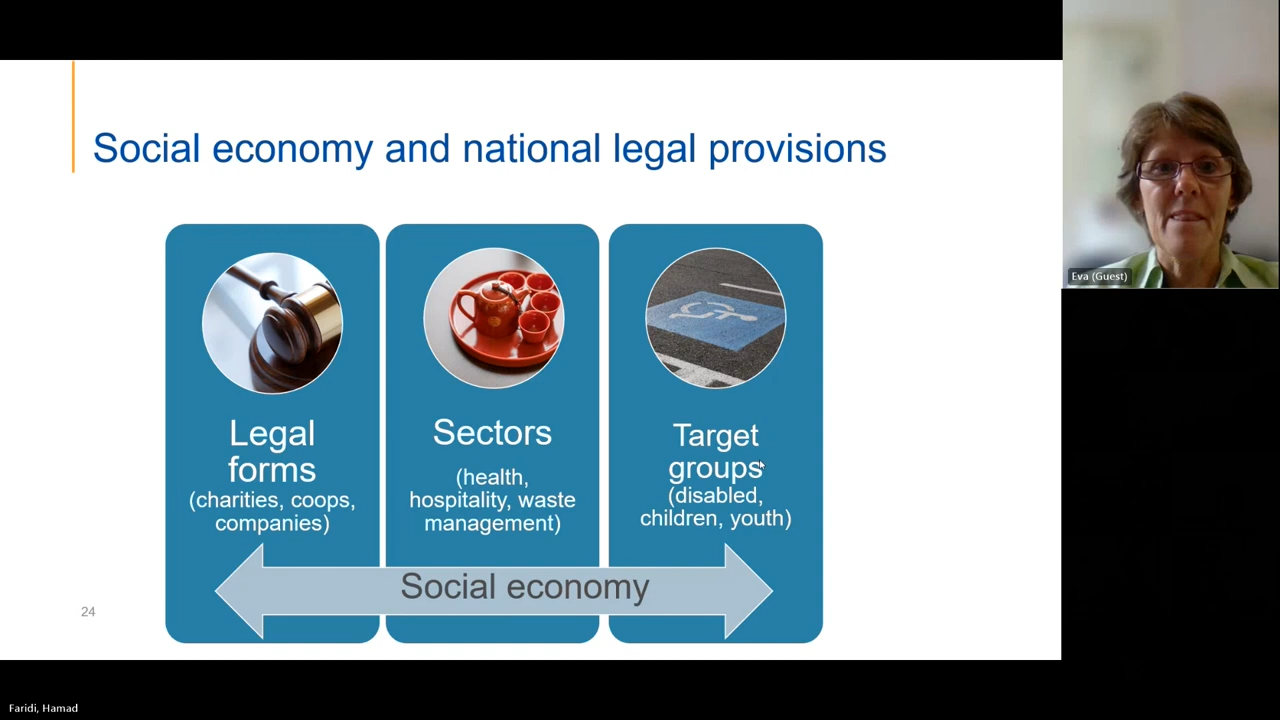 Social economy and national legal provisions
Legal
forms
(charities, coops,
companies)
Sectors
(health,
hospitality, waste
management)
Target
groups
(disabled,
children, youth)
Social economy
24
Eva (Guest)
Faridi, Hamad